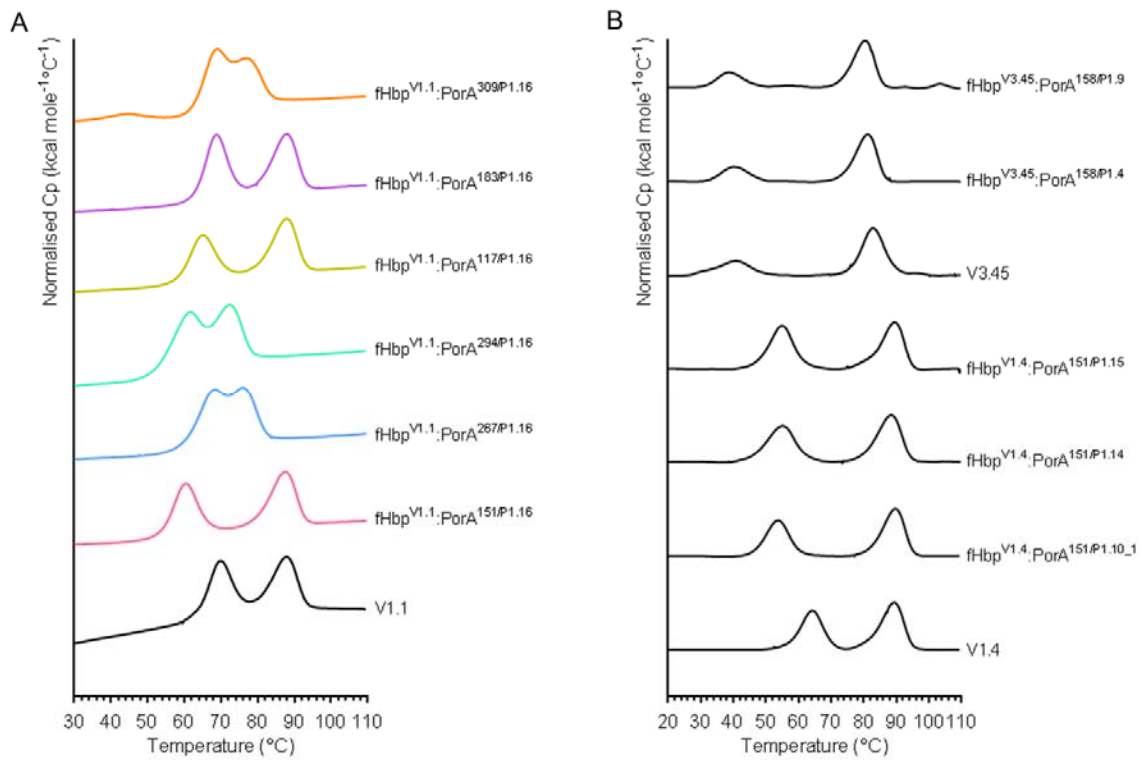 A
Normalised Cp (kcal mole⁻¹°C⁻¹)
fHbpV1.1:PorA309/P1.16
fHbpV1.1:PorA183/P1.16
fHbpV1.1:PorA117/P1.16
fHbpV1.1:PorA294/P1.16
fHbpV1.1:PorA267/P1.16
fHbpV1.1:PorA151/P1.16
V1.1
30 40 50 60 70 80 90 100 110
Temperature (°C)
B
Normalised Cp (kcal mole⁻¹°C⁻¹)
fHbpV3.45:PorA158/P1.9
fHbpV3.45:PorA158/P1.4
V3.45
fHbpV1.4:PorA151/P1.15
fHbpV1.4:PorA151/P1.14
fHbpV1.4:PorA151/P1.10_1
V1.4
20 30 40 50 60 70 80 90 100 110
Temperature (°C)